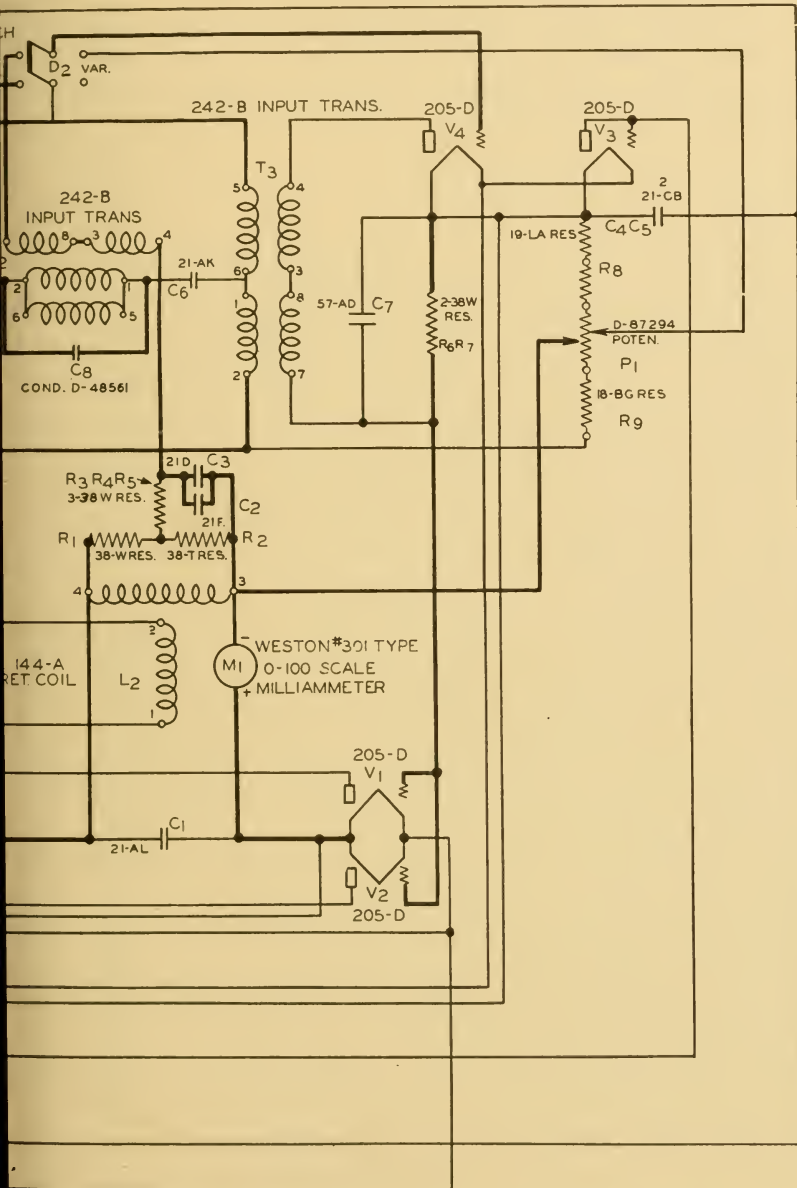 CH
D2 VAR.
242-B INPUT TRANS.
205-D
V4
205-D
V3
T3
5
4
242-B
INPUT TRANS
8
3
4
2
21-CB
19-LA RES
C4 C5
2
1
21-AK
C6
6
3
R8
6
5
1
8
57-AD
C7
2-38W
RES.
R6 R7
D-87294
POTEN.
P1
C8
COND. D-48561
2
7
18-BG RES
R9
21D
C3
R3 R4 R5
3-38 W RES.
C2
21F.
R1
R2
38-W RES.
38-T RES.
4
3
2
-
WESTON #301 TYPE
144-A
RET. COIL
L2
M1
0-100 SCALE
+ MILLIAMMETER
1
205-D
V1
C1
21-AL
V2
205-D